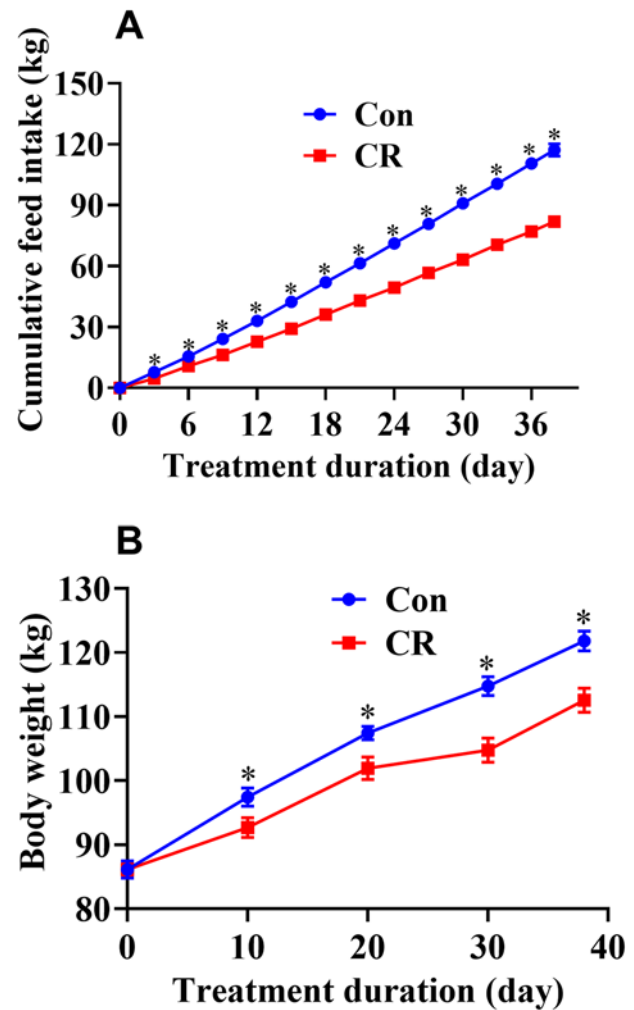 A
Cumulative feed intake (kg)
150
120
90
60
30
0
Con
CR
* * * * * * * * * * * * *
0 6 12 18 24 30 36
Treatment duration (day)
B
Body weight (kg)
130
120
110
100
90
80
Con
CR
* * * *
0 10 20 30 40
Treatment duration (day)